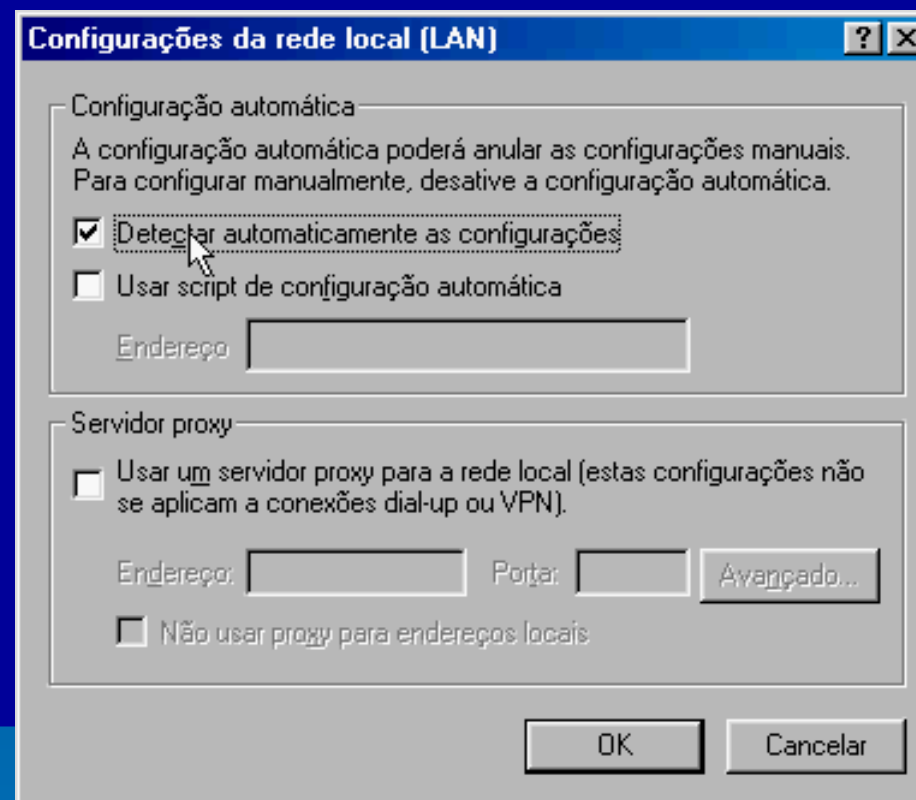 Configurações da rede local (LAN)
Configuração automática
A configuração automática poderá anular as configurações manuais.
Para configurar manualmente, desative a configuração automática.
Detectar automaticamente as configurações
Usar script de configuração automática
Endereço
Servidor proxy
Usar um servidor proxy para a rede local (estas configurações não
se aplicam a conexões dial-up ou VPN).
Endereço: Porta: Avançado...
Não usar proxy para endereços locais
OK Cancelar